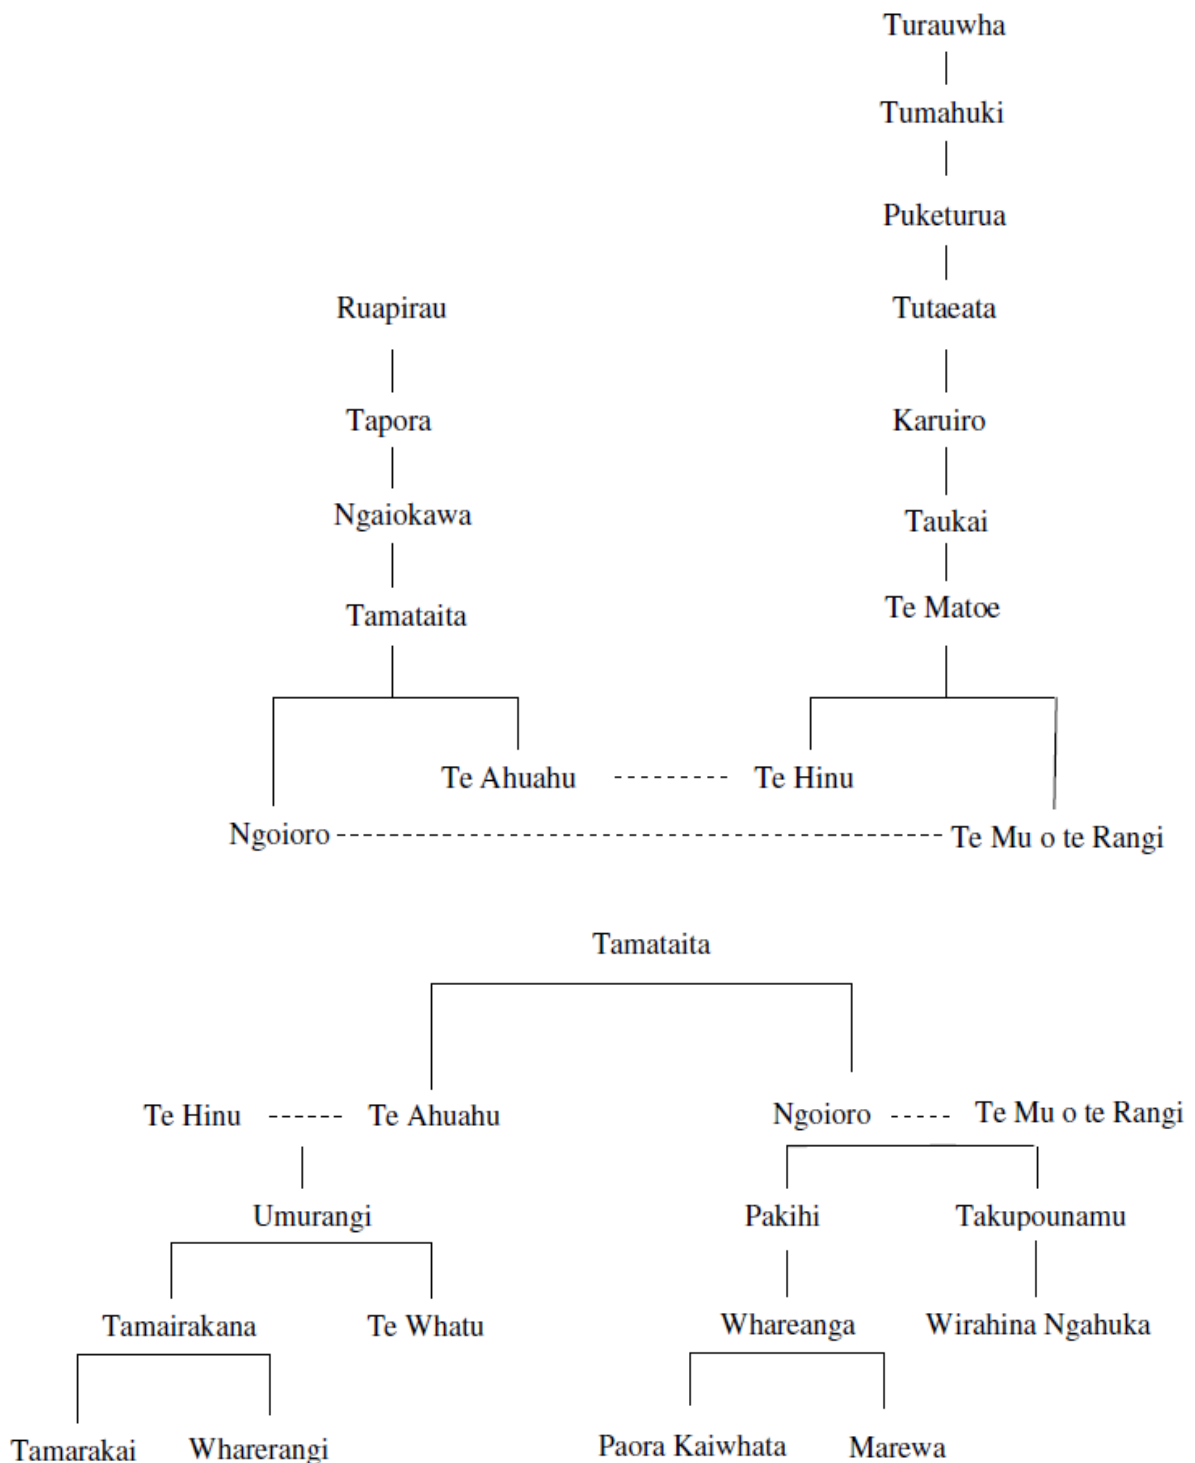 Turauwha
Tumahuki
Puketurua
Ruapirau
Tutaeata
Tapora
Karuiro
Ngaiokawa
Taukai
Tamataita
Te Matoe
Te Ahuahu
Te Hinu
Ngoioro
Te Mu o te Rangi
Tamataita
Te Hinu
Te Ahuahu
Ngoioro
Te Mu o te Rangi
Umurangi
Pakihi
Takupounamu
Tamairakana
Te Whatu
Whareanga
Wirahina Ngahuka
Tamarakai
Wharerangi
Paora Kaiwhata
Marewa